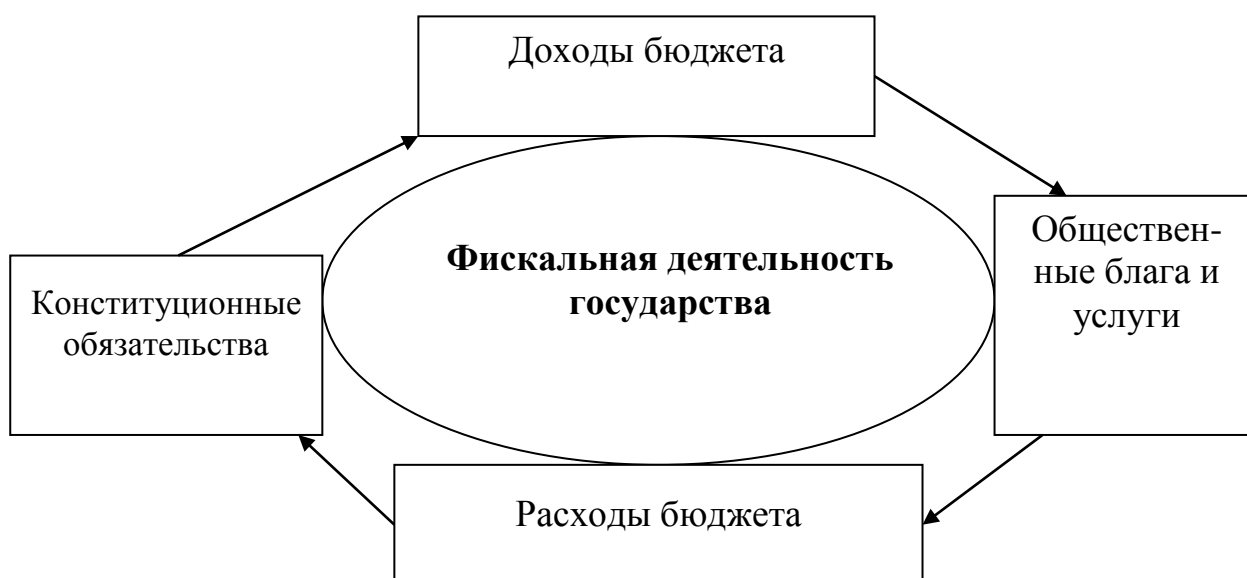 Доходы бюджета
Фискальная деятельность
государства
Обществен-
ные блага и
услуги
Конституционные
обязательства
Расходы бюджета